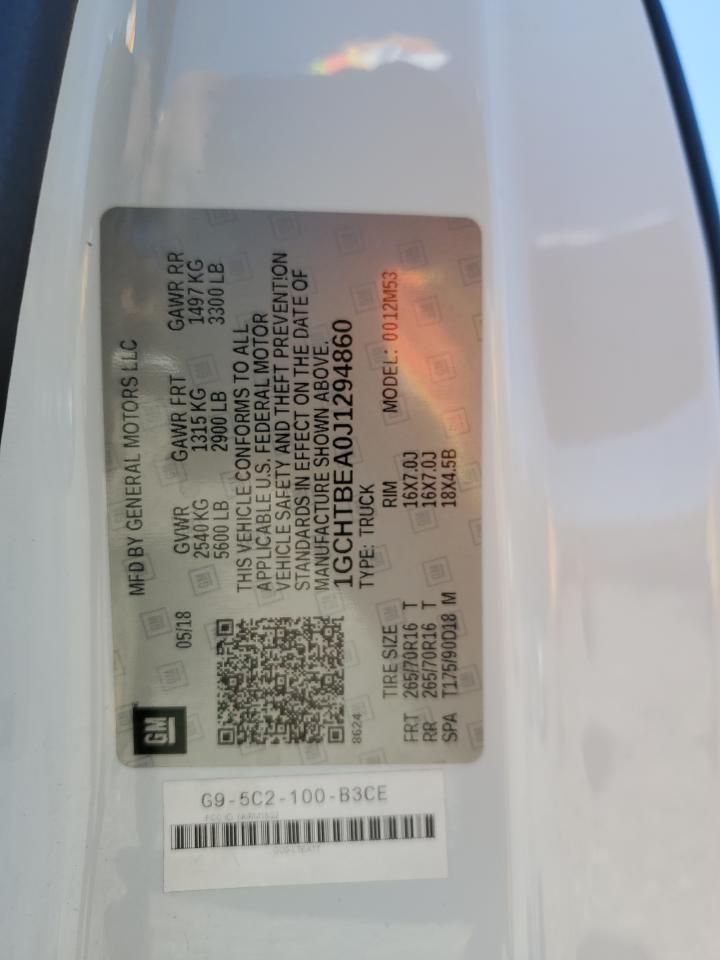 GM
MFD BY GENERAL MOTORS LLC
05/18 GVWR GAWR FRT GAWR RR
2540KG 1315 KG 1497 KG
5600 LB 2900 LB 3300 LB
THIS VEHICLE CONFORMS TO ALL
APPLICABLE U.S. FEDERAL MOTOR
VEHICLE SAFETY AND THEFT PREVENTION
STANDARDS IN EFFECT ON THE DATE OF
MANUFACTURE SHOWN ABOVE.
1GCHTBEA0J1294860
8624 TYPE: TRUCK
TIRE SIZE RIM MODEL: 0012M53
FRT 265/70R16 T 16X7.0J
RR 265/70R16 T 16X7.0J
SPA T175/90D18 M 18X4.5B
G9-5C2-100-B3CE